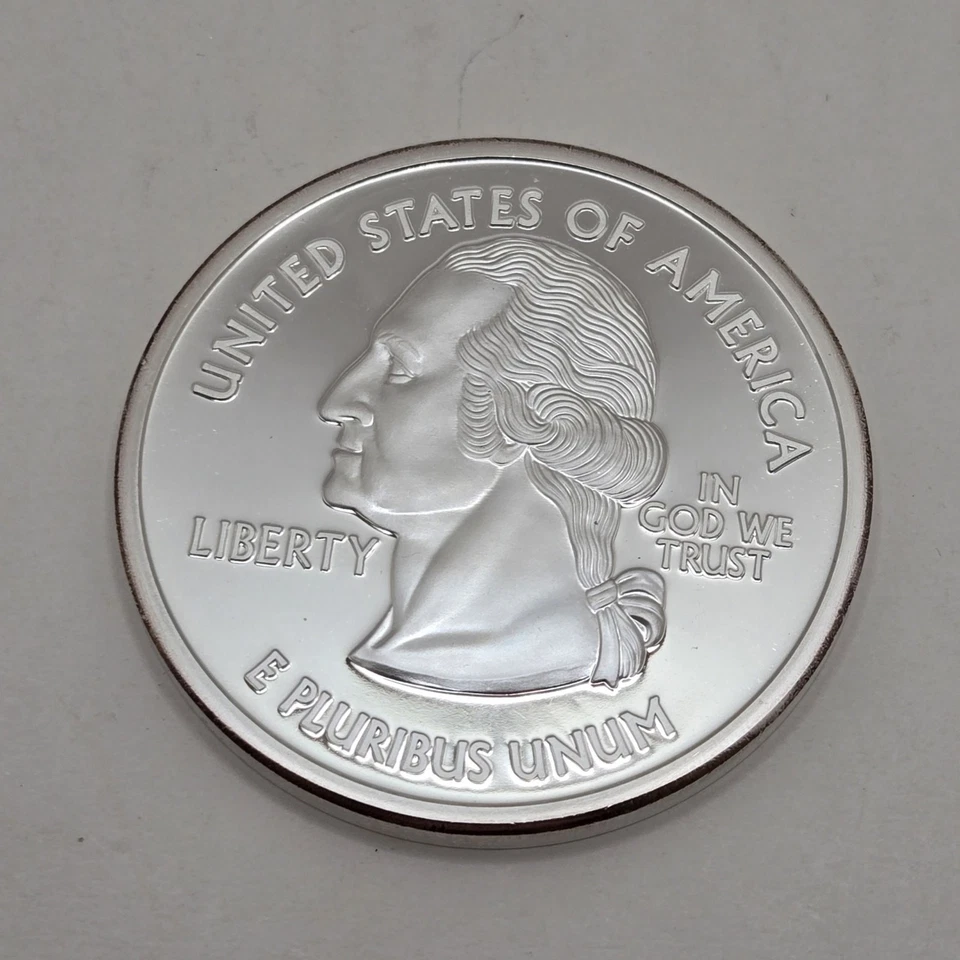 UNITED STATES OF AMERICA
LIBERTY
IN
GOD WE
TRUST
E PLURIBUS UNUM